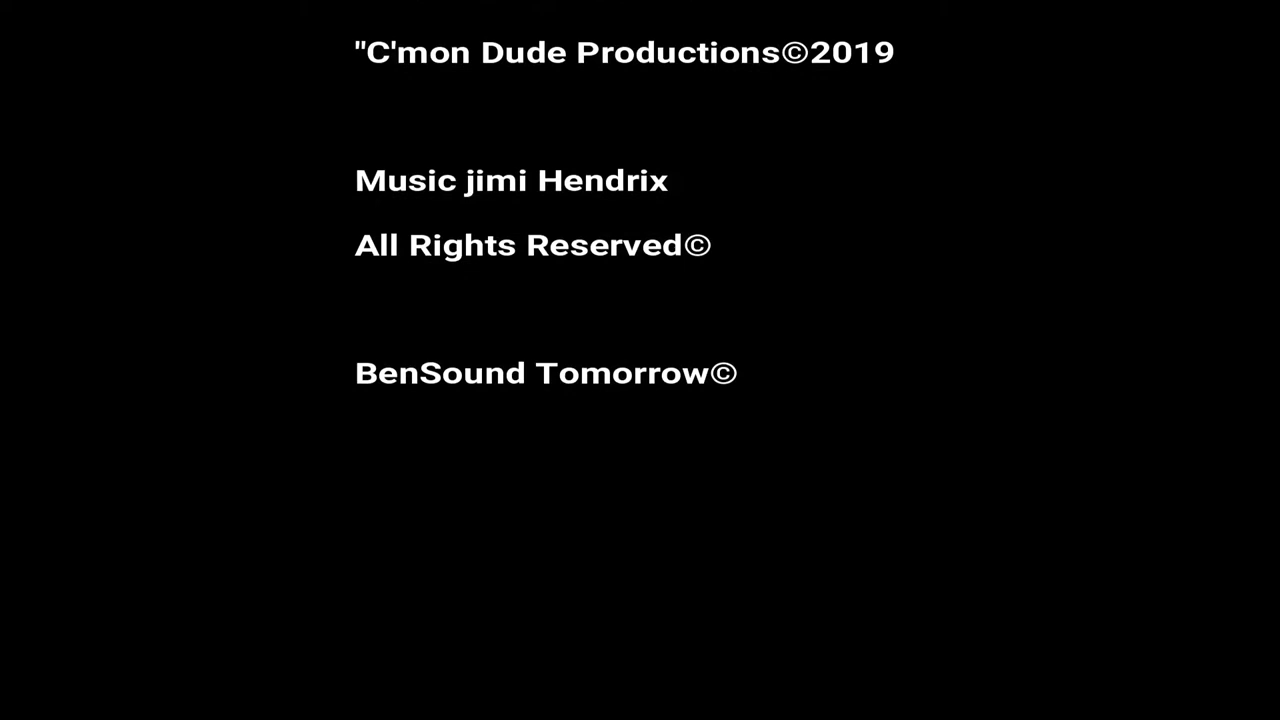 "C'mon Dude Productions©2019
Music jimi Hendrix
All Rights Reserved©
BenSound Tomorrow©